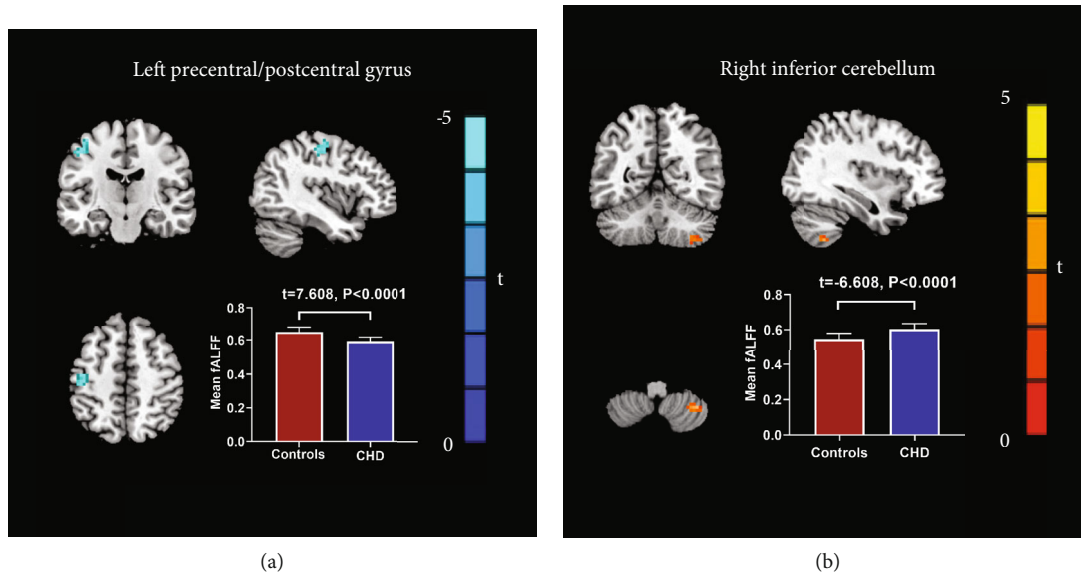 Left precentral/postcentral gyrus
-5
t
0
t=7.608, P<0.0001
Mean fALFF
0.8
0.6
0.4
0.2
0.0
Controls CHD
(a)
Right inferior cerebellum
5
t
0
t=-6.608, P<0.0001
Mean fALFF
0.8
0.6
0.4
0.2
0.0
Controls CHD
(b)